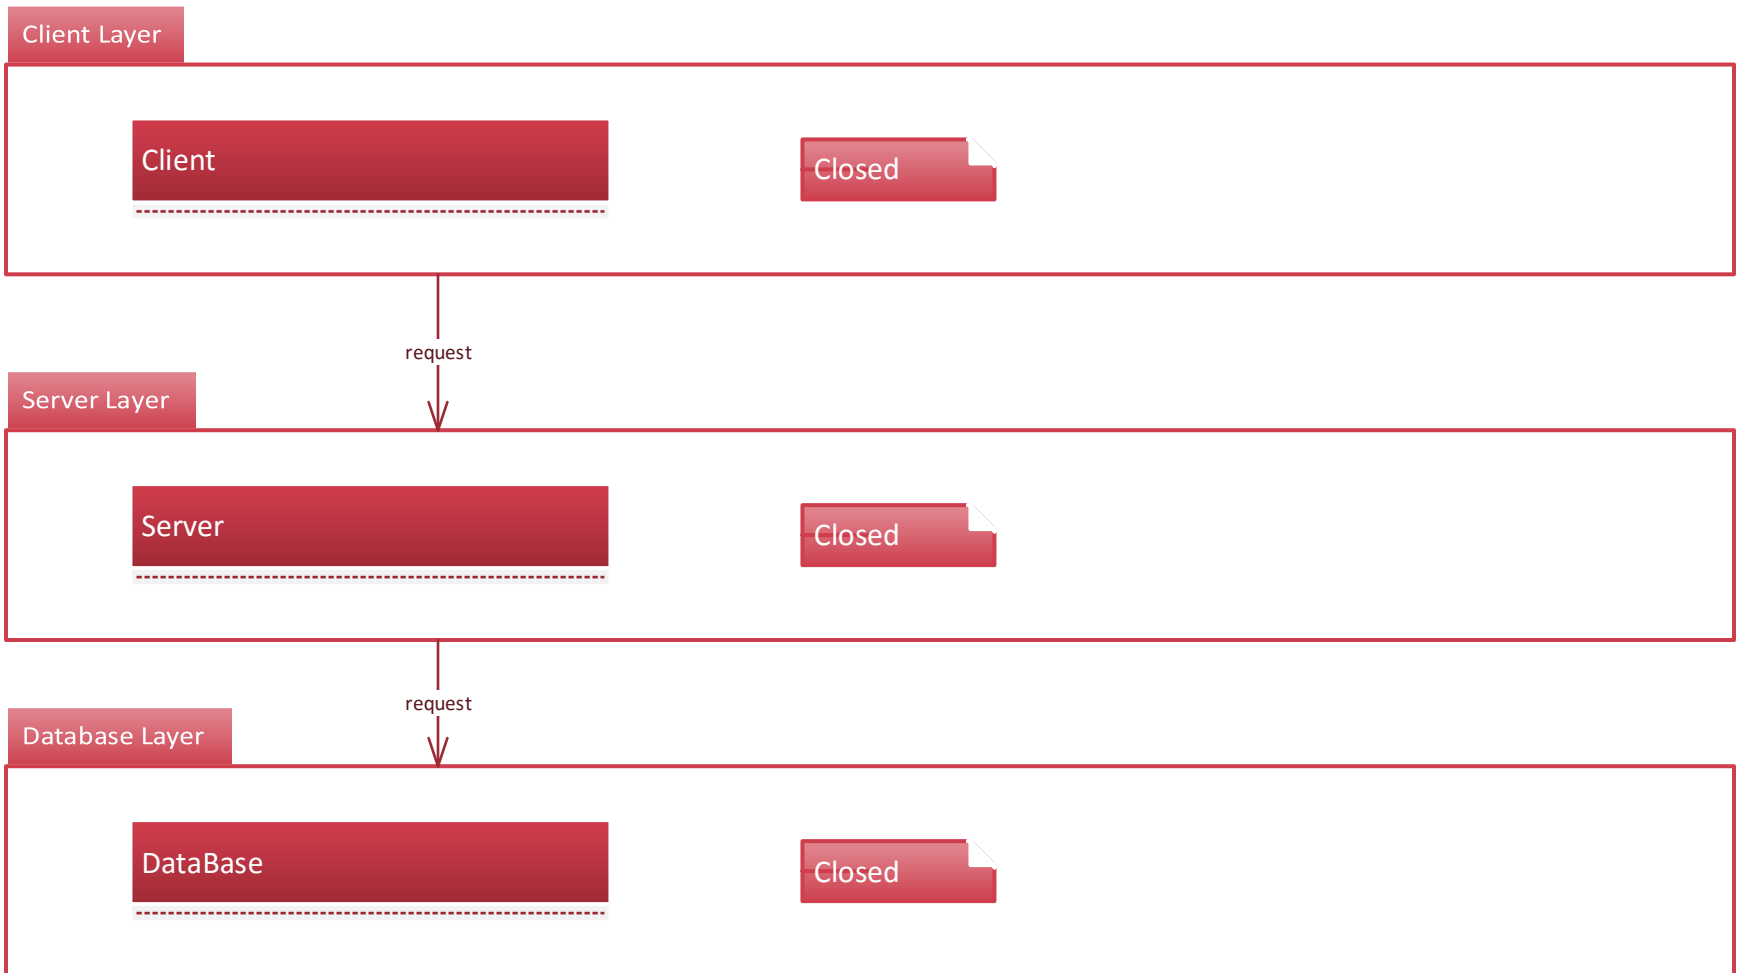 Client Layer
Client
Closed
request
Server Layer
Server
Closed
request
Database Layer
DataBase
Closed